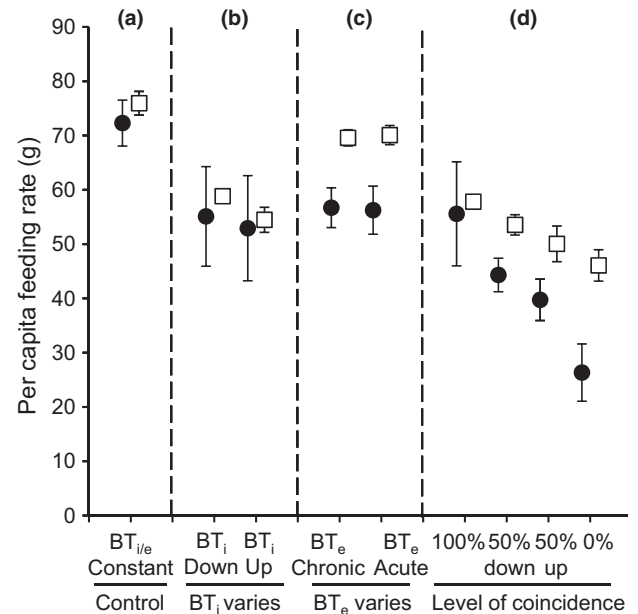 (a) (b) (c) (d)
Per capita feeding rate (g)
90
80
70
60
50
40
30
20
10
0
BTi/e BTi BTi BTe BTe 100% 50% 50% 0%
Constant Down Up Chronic Acute down up
Control BTi varies BTe varies Level of coincidence